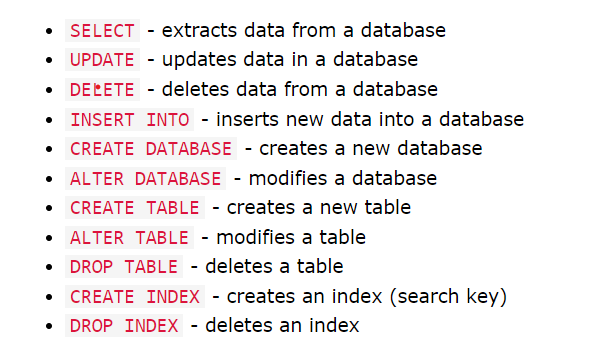 • SELECT - extracts data from a database
• UPDATE - updates data in a database
• DELETE - deletes data from a database
• INSERT INTO - inserts new data into a database
• CREATE DATABASE - creates a new database
• ALTER DATABASE - modifies a database
• CREATE TABLE - creates a new table
• ALTER TABLE - modifies a table
• DROP TABLE - deletes a table
• CREATE INDEX - creates an index (search key)
• DROP INDEX - deletes an index